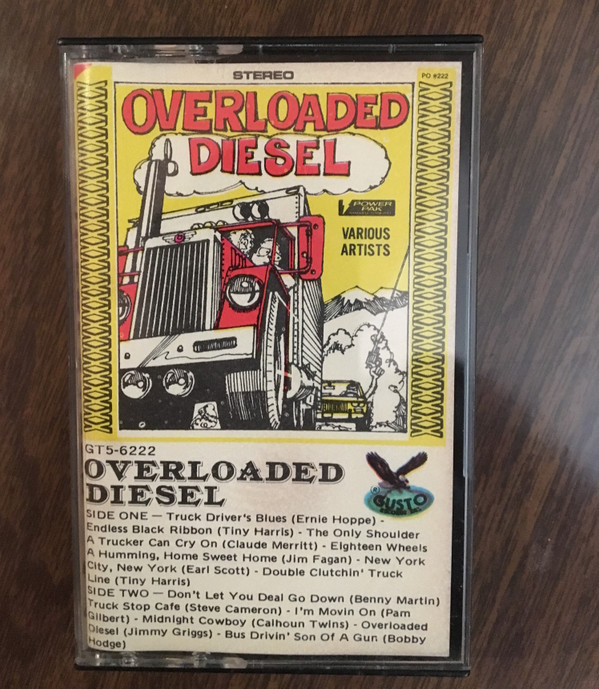 STEREO
PO #222
OVERLOADED
DIESEL
POWER
PAK
VARIOUS
ARTISTS
GT5-6222
OVERLOADED
DIESEL
GUSTO
SIDE ONE — Truck Driver's Blues (Ernie Hoppe) -
Endless Black Ribbon (Tiny Harris) - The Only Shoulder
A Trucker Can Cry On (Claude Merritt) - Eighteen Wheels
A Humming, Home Sweet Home (Jim Fagan) - New York
City, New York (Earl Scott) - Double Clutchin' Truck
Line (Tiny Harris)
SIDE TWO — Don't Let You Deal Go Down (Benny Martin)
Truck Stop Cafe (Steve Cameron) - I'm Movin On (Pam
Gilbert) - Midnight Cowboy (Calhoun Twins) - Overloaded
Diesel (Jimmy Griggs) - Bus Drivin' Son Of A Gun (Bobby
Hodge)